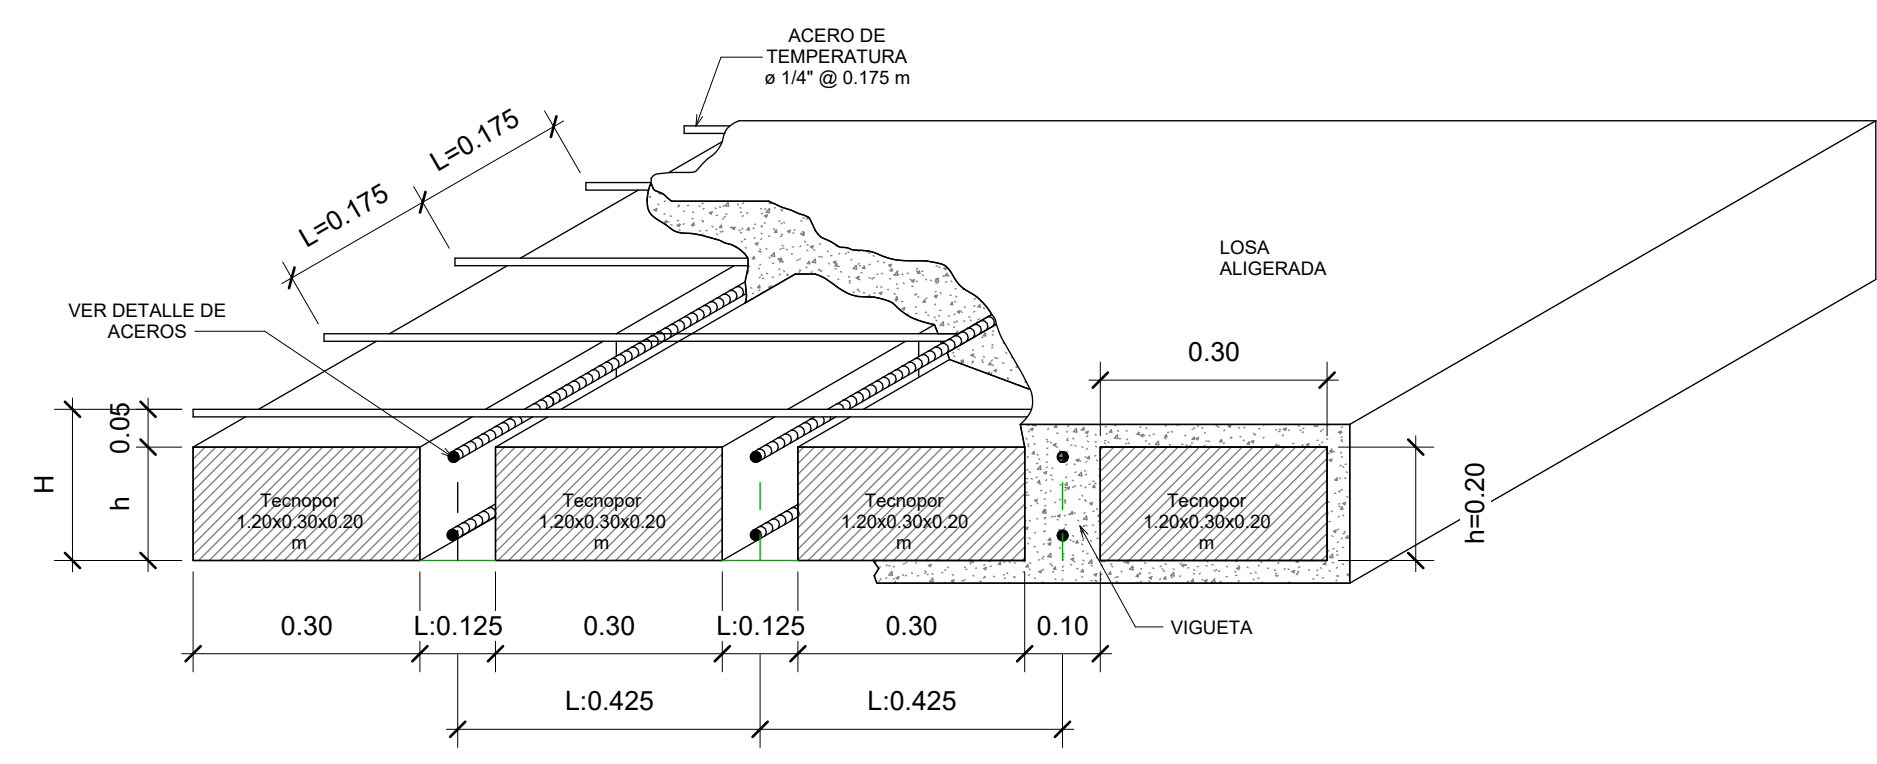 ACERO DE
TEMPERATURA
ø 1/4" @ 0.175 m
L=0.175
L=0.175
LOSA
ALIGERADA
VER DETALLE DE
ACEROS
0.30
0.05
H
h
h=0.20
Tecnopor
1.20x0.30x0.20
m
Tecnopor
1.20x0.30x0.20
m
Tecnopor
1.20x0.30x0.20
m
Tecnopor
1.20x0.30x0.20
m
0.30
L:0.125
0.30
L:0.125
0.30
0.10
VIGUETA
L:0.425
L:0.425